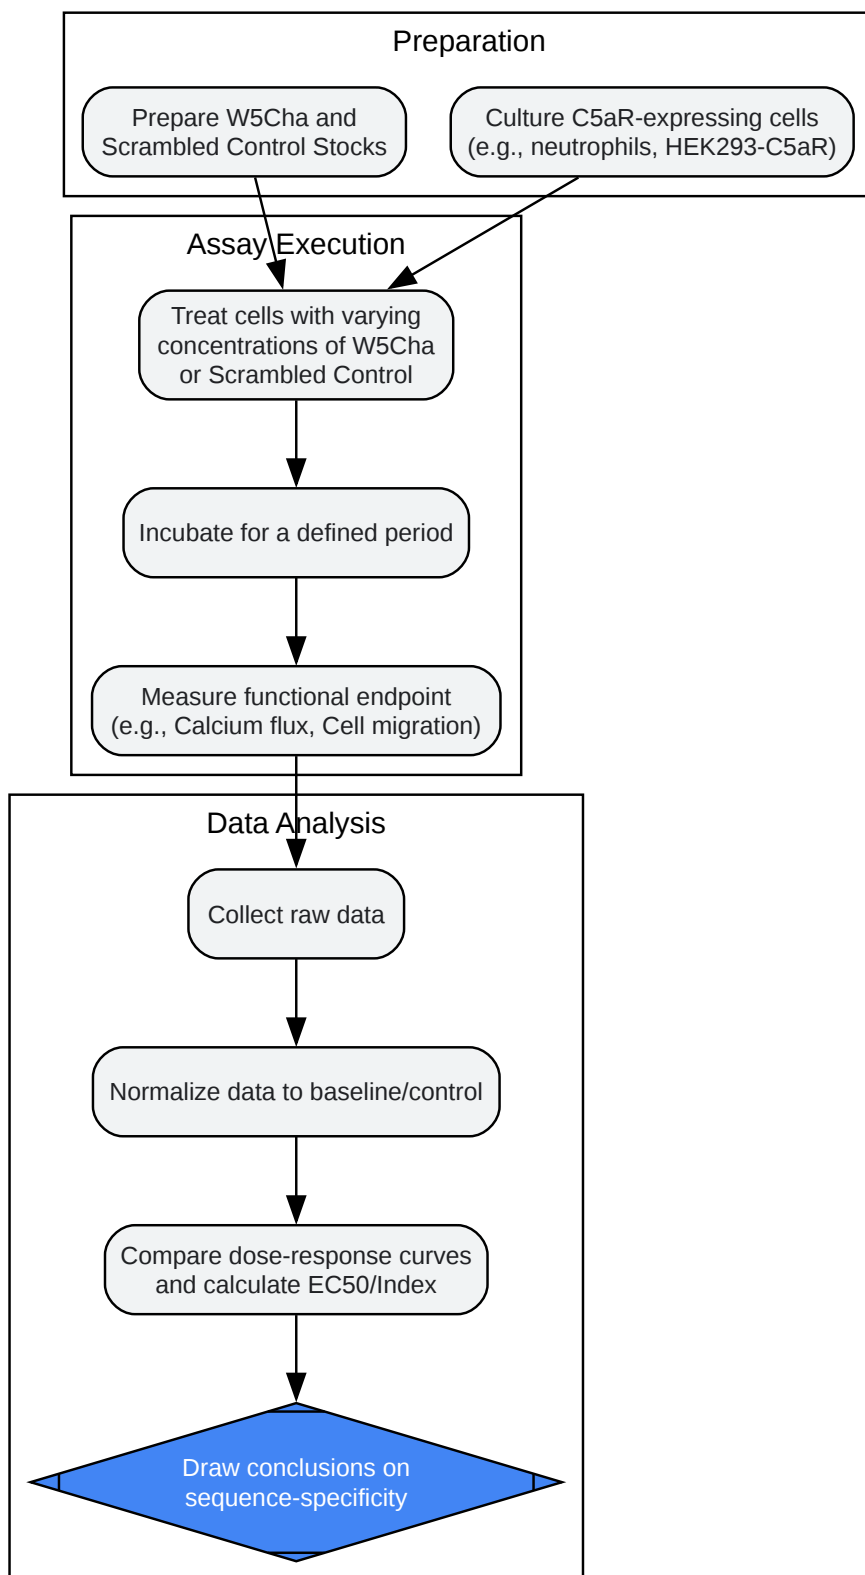 Preparation
Prepare W5Cha and
Scrambled Control Stocks
Culture C5aR-expressing cells
(e.g., neutrophils, HEK293-C5aR)
Assay Execution
Treat cells with varying
concentrations of W5Cha
or Scrambled Control
Incubate for a defined period
Measure functional endpoint
(e.g., Calcium flux, Cell migration)
Data Analysis
Collect raw data
Normalize data to baseline/control
Compare dose-response curves
and calculate EC50/Index
Draw conclusions on
sequence-specificity